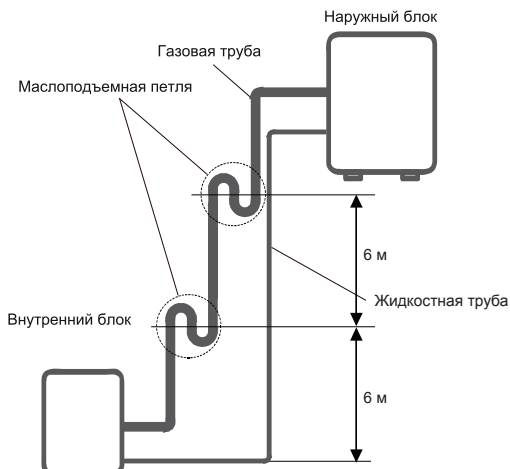 Наружный блок
Газовая труба
Маслоподъемная петля
6 м
Жидкостная труба
Внутренний блок
6 м